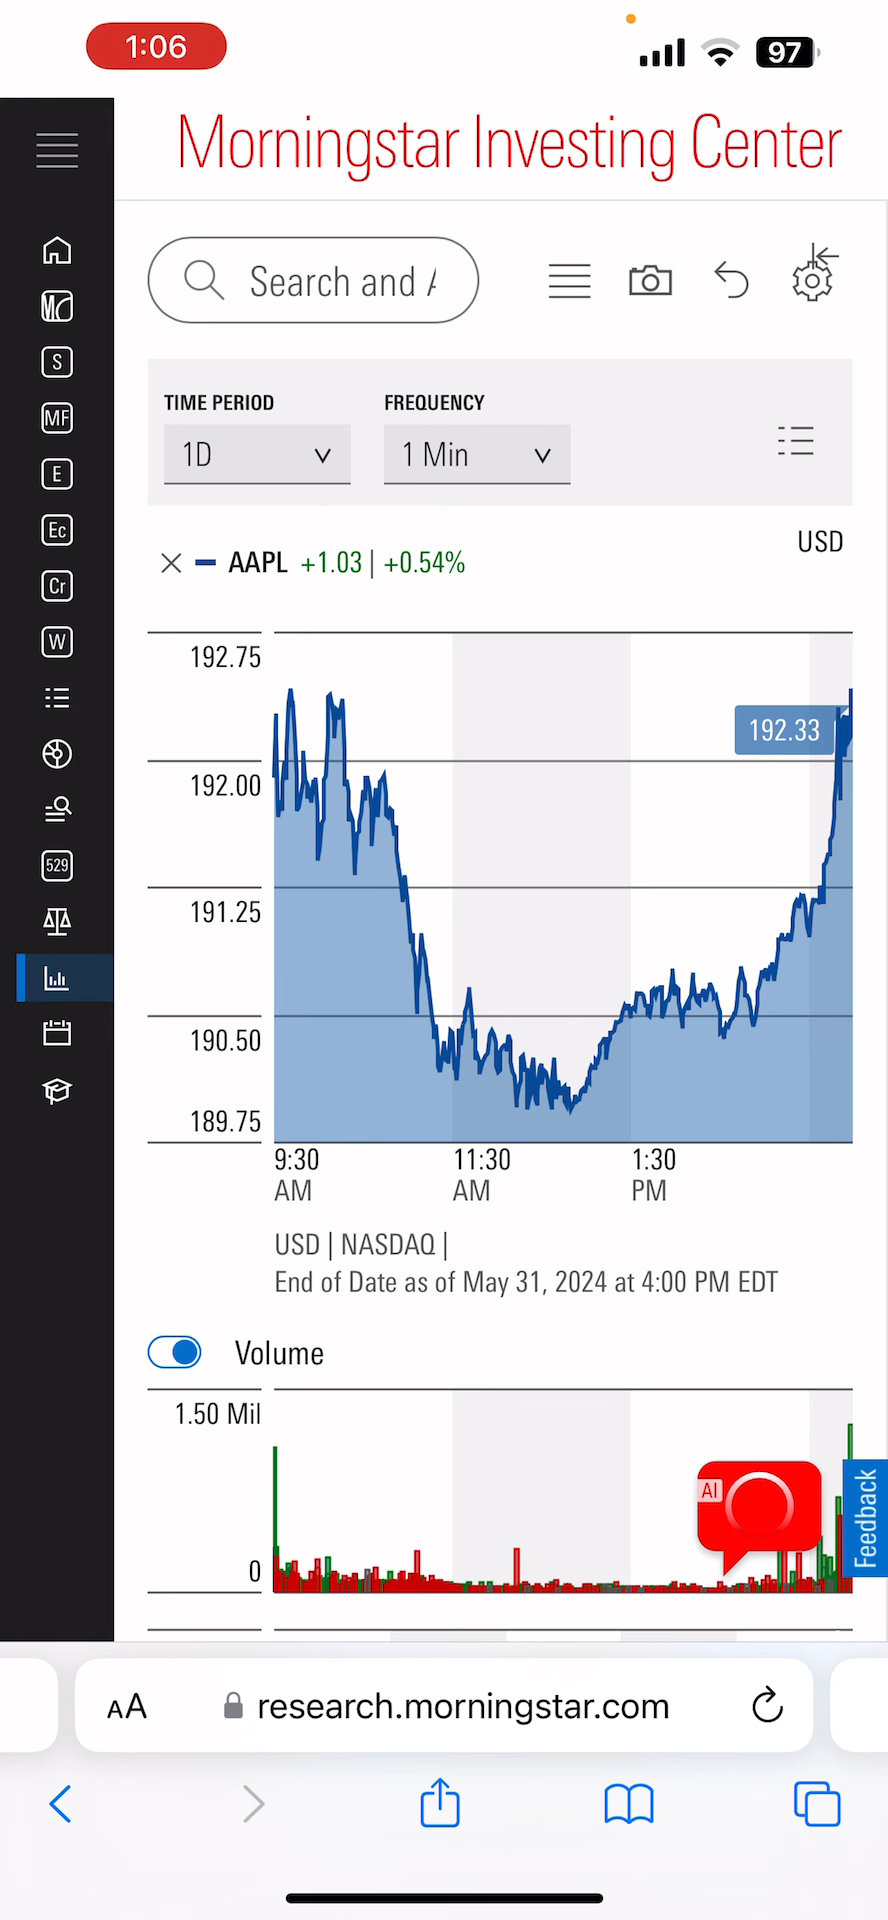 1:06
97
Morningstar Investing Center
Search and A
TIME PERIOD
FREQUENCY
1D
1 Min
AAPL +1.03 | +0.54%
USD
192.75
192.33
192.00
191.25
190.50
189.75
9:30 AM
11:30 AM
1:30 PM
USD | NASDAQ |
End of Date as of May 31, 2024 at 4:00 PM EDT
Volume
1.50 Mil
0
AI
Feedback
S
MF
E
Ec
Cr
W
529
AA
research.morningstar.com